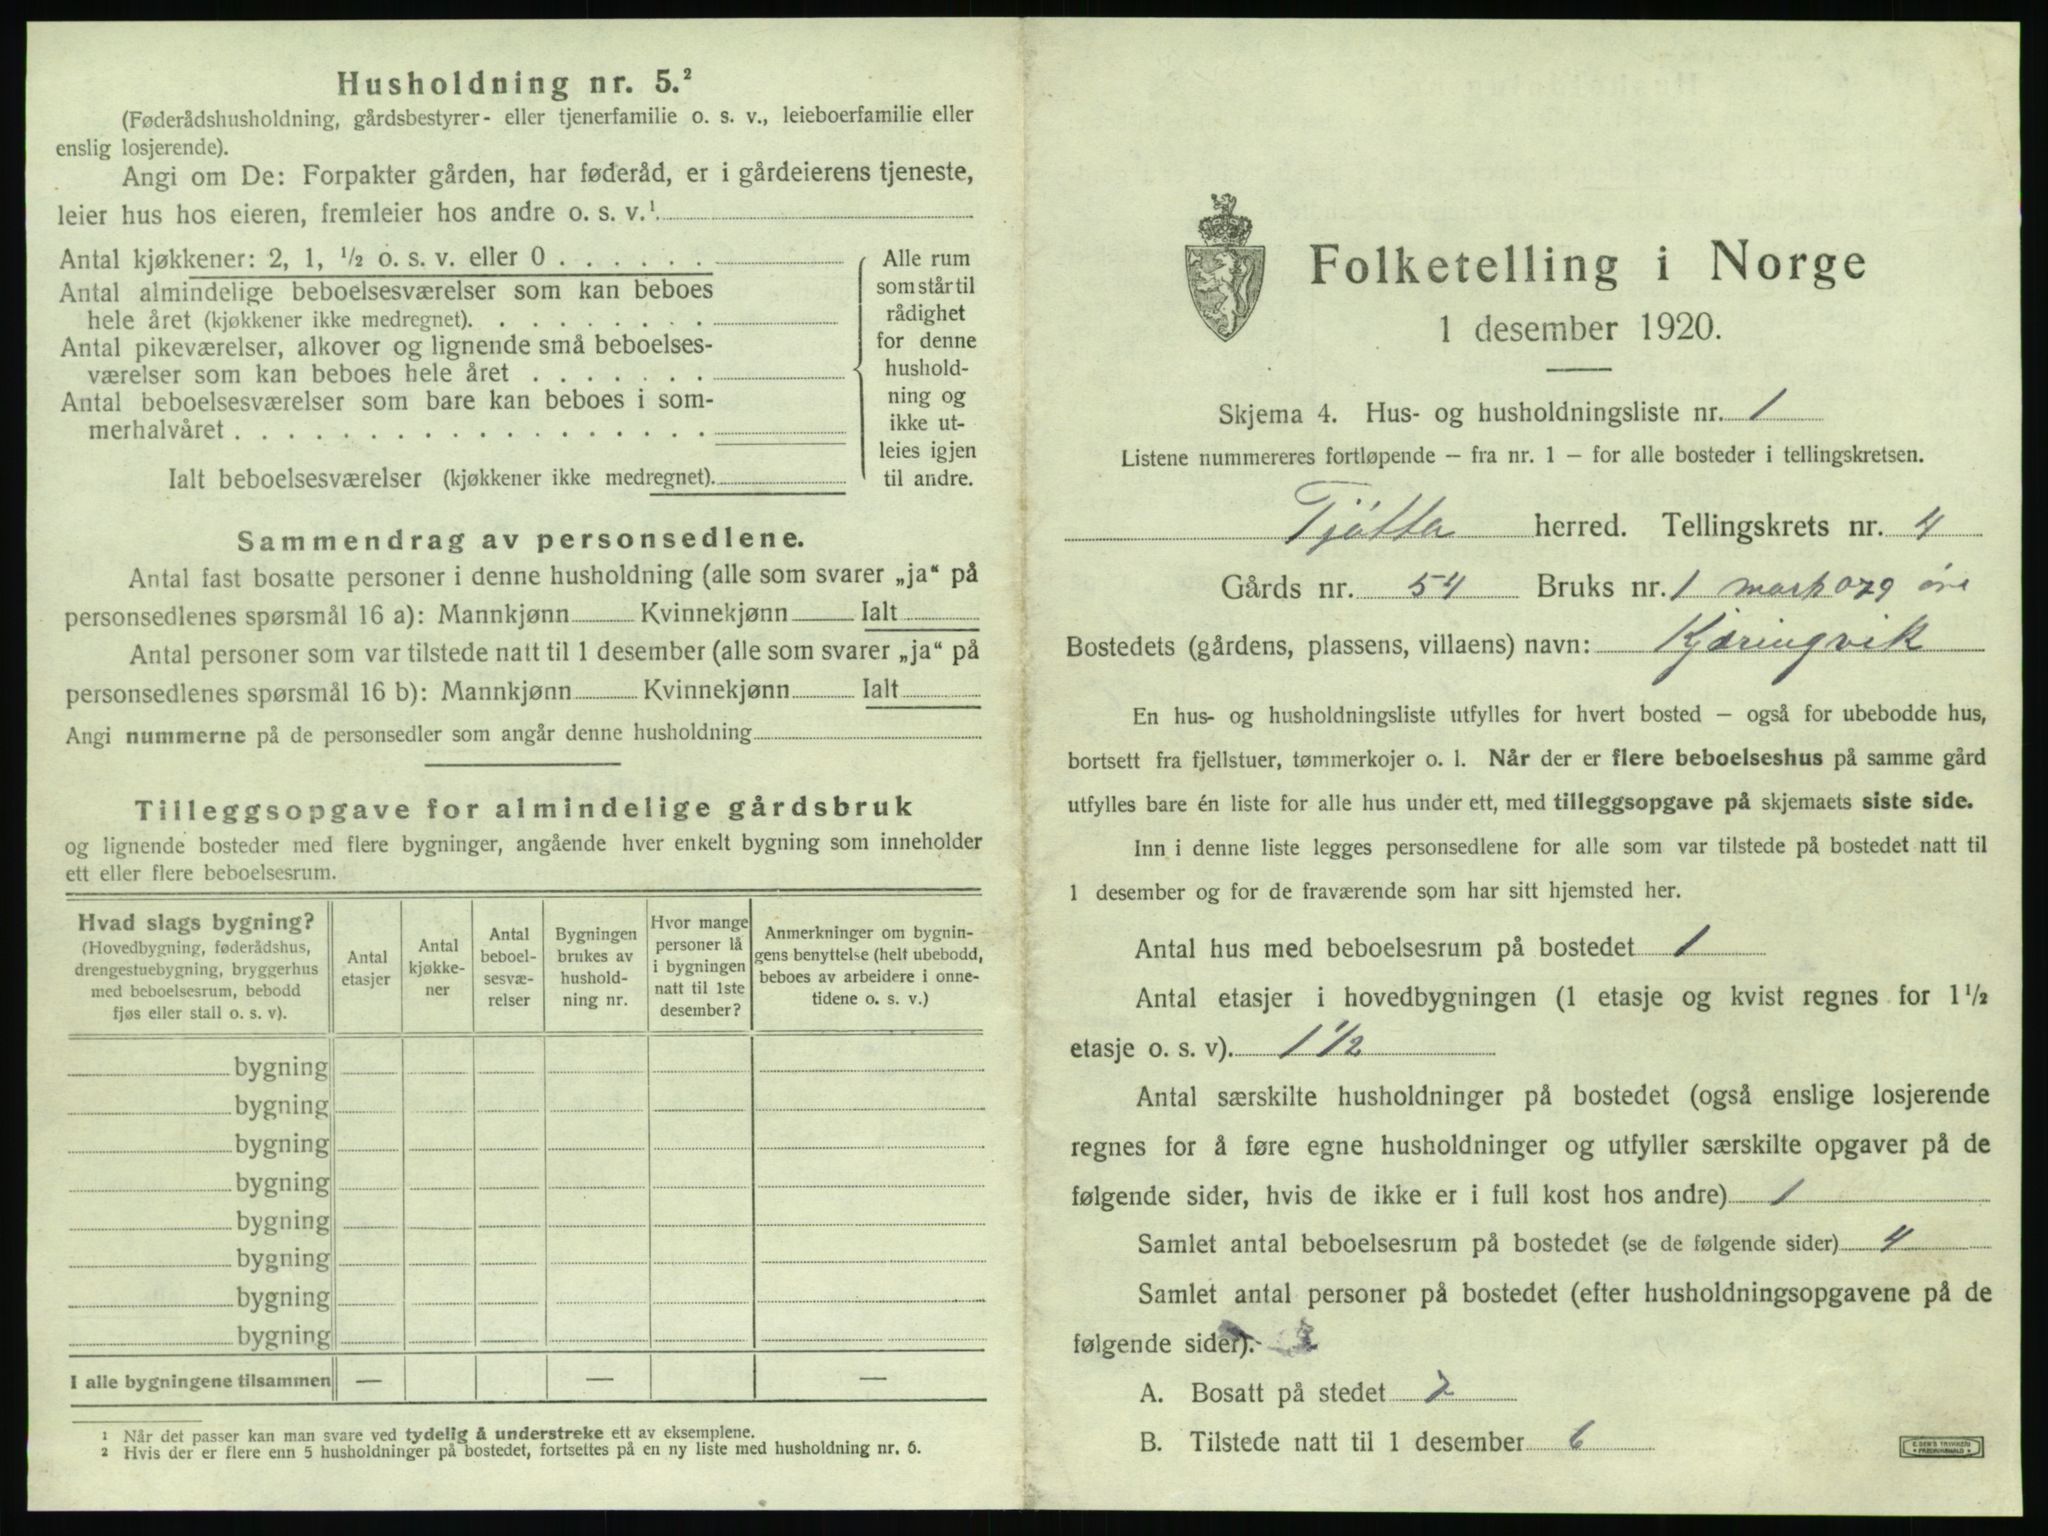 Husholdning nr. 5.²
(Føderådshusholdning, gårdsbestyrer- eller tjenerfamilie o. s. v., leieboerfamilie eller
enslig losjerende).
Angi om De: Forpakter gården, har føderåd, er i gårdeierens tjeneste,
leier hus hos eieren, fremleier hos andre o. s. v.¹
Antal kjøkkener: 2, 1, ½ o. s. v. eller 0 . . . . . .
Antal almindelige beboelsesværelser som kan beboes
hele året (kjøkkener ikke medregnet). . . . . . . . .
Antal pikeværelser, alkover og lignende små beboelses-
værelser som kan beboes hele året . . . . . . .
Antal beboelsesværelser som bare kan beboes i som-
merhalvåret . . . . . . . . . . . . . . . . . .
Ialt beboelsesværelser (kjøkkener ikke medregnet).
Alle rum
som står til
rådighet
for denne
hushold-
ning og
ikke ut-
leies igjen
til andre.
Sammendrag av personsedlene.
Antal fast bosatte personer i denne husholdning (alle som svarer „ja“ på
personsedlenes spørsmål 16 a): Mannkjønn Kvinnekjønn Ialt
Antal personer som var tilstede natt til 1 desember (alle som svarer „ja“ på
personsedlenes spørsmål 16 b): Mannkjønn Kvinnekjønn Ialt
Angi nummerne på de personsedler som angår denne husholdning
Tilleggsopgave for almindelige gårdsbruk
og lignende bosteder med flere bygninger, angående hver enkelt bygning som inneholder
ett eller flere beboelsesrum.
Hvad slags bygning?
(Hovedbygning, føderådshus,
drengestuebygning, bryggerhus
med beboelsesrum, bebodd
fjøs eller stall o. s. v).
Antal
etasjer
Antal
kjøkke-
ner
Antal
beboel-
sesvæ-
relser
Bygningen
brukes av
hushold-
ning nr.
Hvor mange
personer lå
i bygningen
natt til 1ste
desember?
Anmerkninger om bygnin-
gens benyttelse (helt ubebodd,
beboes av arbeidere i onne-
tidene o. s. v.)
bygning
bygning
bygning
bygning
bygning
bygning
bygning
bygning
I alle bygningene tilsammen — — —
¹ Når det passer kan man svare ved tydelig å understreke ett av eksemplene.
² Hvis der er flere enn 5 husholdninger på bostedet, fortsettes på en ny liste med husholdning nr. 6.
Folketelling i Norge
1 desember 1920.
Skjema 4. Hus- og husholdningsliste nr. 1
Listene nummereres fortløpende – fra nr. 1 – for alle bosteder i tellingskretsen.
Tjøtta herred. Tellingskrets nr. 4
Gårds nr. 54 Bruks nr. 1 mark 079 øre
Bostedets (gårdens, plassens, villaens) navn: Kjæringvik
En hus- og husholdningsliste utfylles for hvert bosted – også for ubebodde hus,
bortsett fra fjellstuer, tømmerkojer o. l. Når der er flere beboelseshus på samme gård
utfylles bare én liste for alle hus under ett, med tilleggsopgave på skjemaets siste side.
Inn i denne liste legges personsedlene for alle som var tilstede på bostedet natt til
1 desember og for de fraværende som har sitt hjemsted her.
Antal hus med beboelsesrum på bostedet 1
Antal etasjer i hovedbygningen (1 etasje og kvist regnes for 1½
etasje o. s. v). 1½
Antal særskilte husholdninger på bostedet (også enslige losjerende
regnes for å føre egne husholdninger og utfyller særskilte opgaver på de
følgende sider, hvis de ikke er i full kost hos andre) 1
Samlet antal beboelsesrum på bostedet (se de følgende sider) 4
Samlet antal personer på bostedet (efter husholdningsopgavene på de
følgende sider).
A. Bosatt på stedet 7
B. Tilstede natt til 1 desember 6